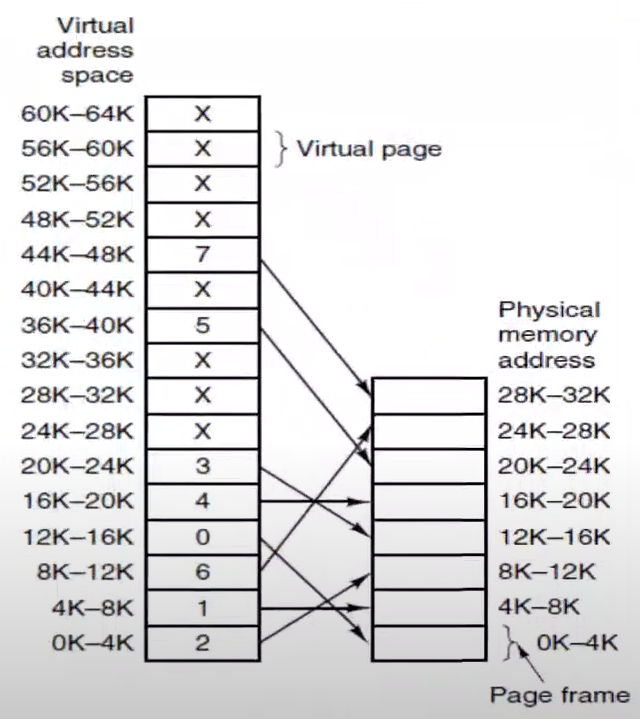 Virtual
address
space
60K–64K X
56K–60K X } Virtual page
52K–56K X
48K–52K X
44K–48K 7
40K–44K X
36K–40K 5
32K–36K X
28K–32K X
24K–28K X
20K–24K 3
16K–20K 4
12K–16K 0
8K–12K 6
4K–8K 1
0K–4K 2
Physical
memory
address
28K–32K
24K–28K
20K–24K
16K–20K
12K–16K
8K–12K
4K–8K
} 0K–4K
Page frame